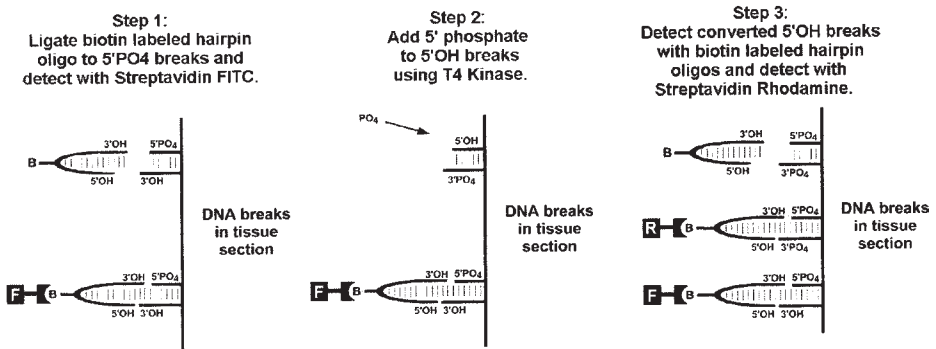 Step 1:
Ligate biotin labeled hairpin
oligo to 5'PO4 breaks and
detect with Streptavidin FITC.
3'OH 5'PO₄
B
5'OH 3'OH
DNA breaks
in tissue
section
3'OH 5'PO₄
F B
5'OH 3'OH
Step 2:
Add 5' phosphate
to 5'OH breaks
using T4 Kinase.
PO₄
5'OH
3'PO₄
DNA breaks
in tissue
section
3'OH 5'PO₄
F B
5'OH 3'OH
Step 3:
Detect converted 5'OH breaks
with biotin labeled hairpin
oligos and detect with
Streptavidin Rhodamine.
3'OH 5'PO₄
B
5'OH 3'PO₄
DNA breaks
in tissue
section
3'OH 5'PO₄
R B
5'OH 3'PO₄
3'OH 5'PO₄
F B
5'OH 3'OH